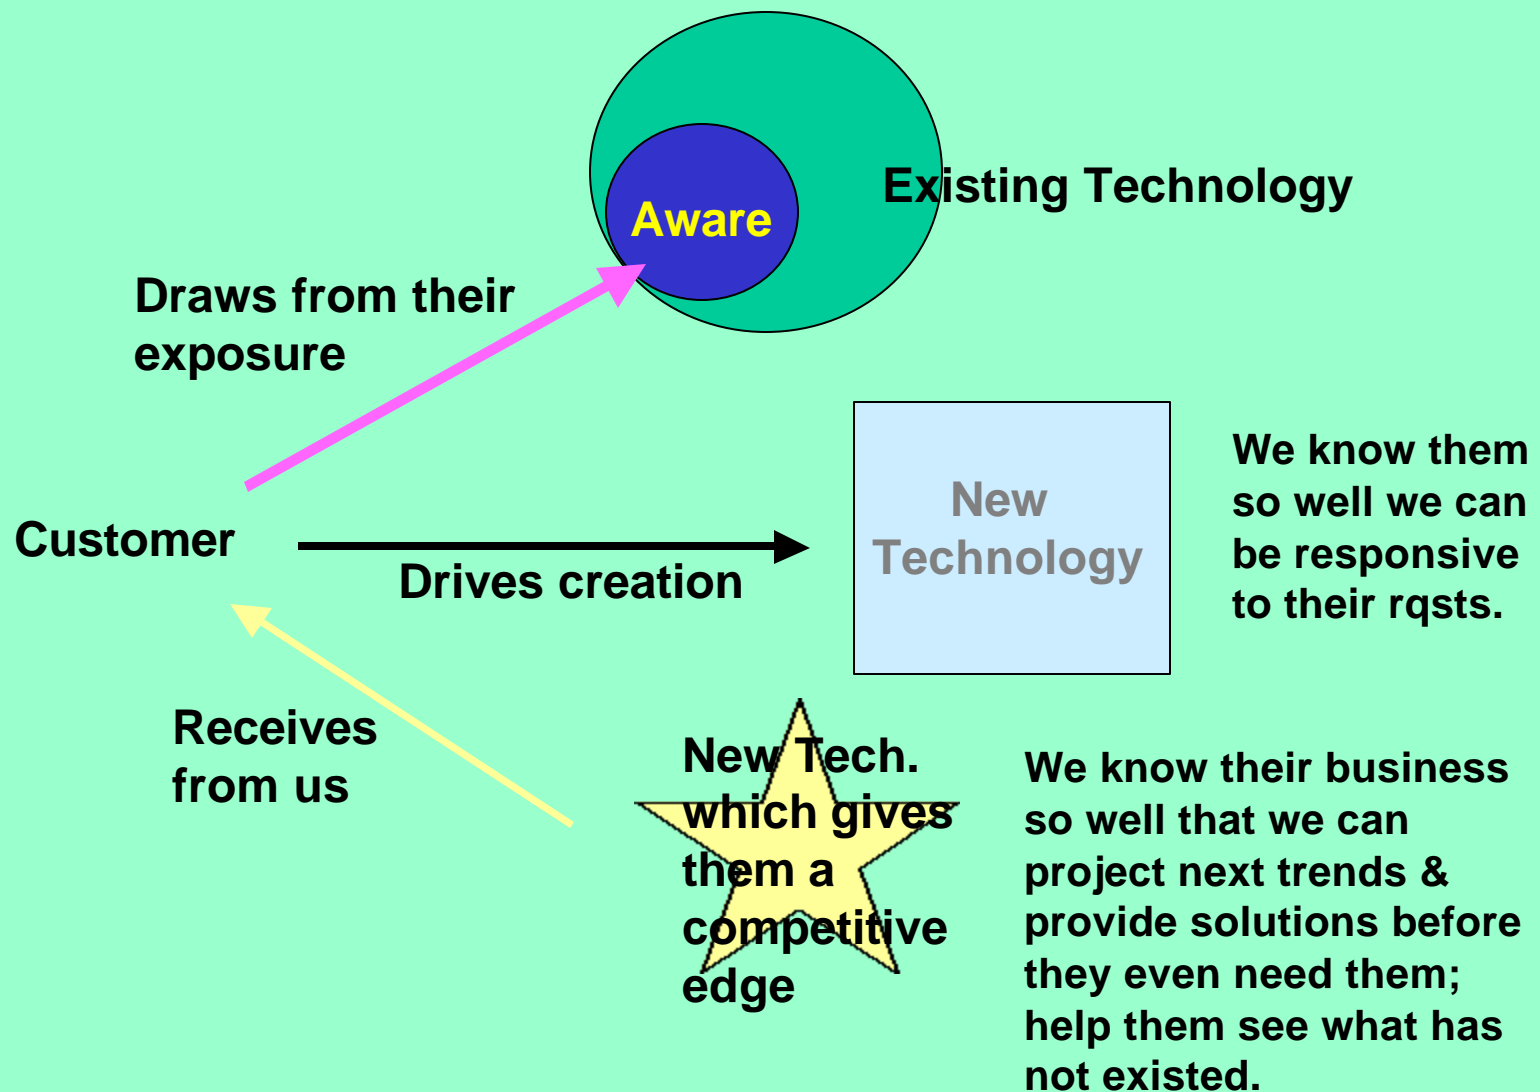 Existing Technology
Aware
Draws from their
exposure
Customer
Drives creation
New
Technology
We know them
so well we can
be responsive
to their rqsts.
Receives
from us
New Tech.
which gives
them a
competitive
edge
We know their business
so well that we can
project next trends &
provide solutions before
they even need them;
help them see what has
not existed.